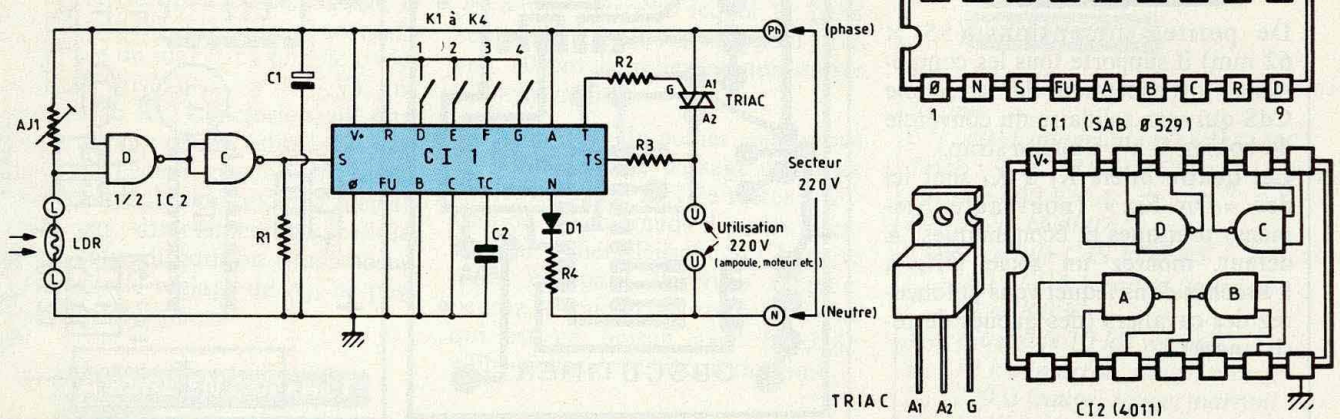 K1 à K4
1 2 3 4
Ph
(phase)
C1
R2
G
A1
TRIAC
A2
AJ1
V+ R D E F G A T
S
CI 1
TS
Ø FU B C TC N
R3
D
C
1/2 IC2
L
LDR
L
R1
C2
D1
R4
U
Utilisation
220 V
(ampoule, moteur etc.)
U
Secteur
220 V
N
(Neutre)
Ø N S FU A B C R D
1
9
CI1 (SAB Ø529)
V+
D
C
A
B
TRIAC
A1 A2 G
CI2 (4011)